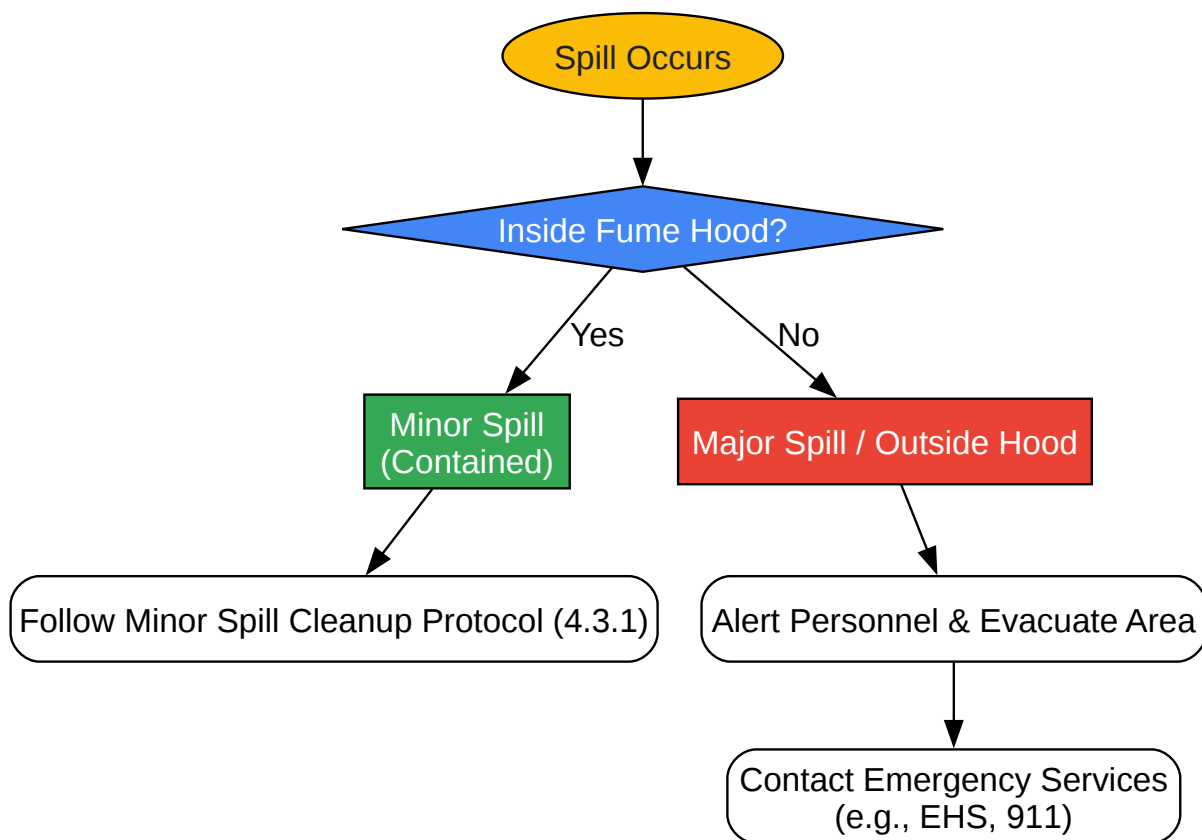 Spill Occurs
Inside Fume Hood?
Yes
No
Minor Spill
(Contained)
Major Spill / Outside Hood
Follow Minor Spill Cleanup Protocol (4.3.1)
Alert Personnel & Evacuate Area
Contact Emergency Services
(e.g., EHS, 911)